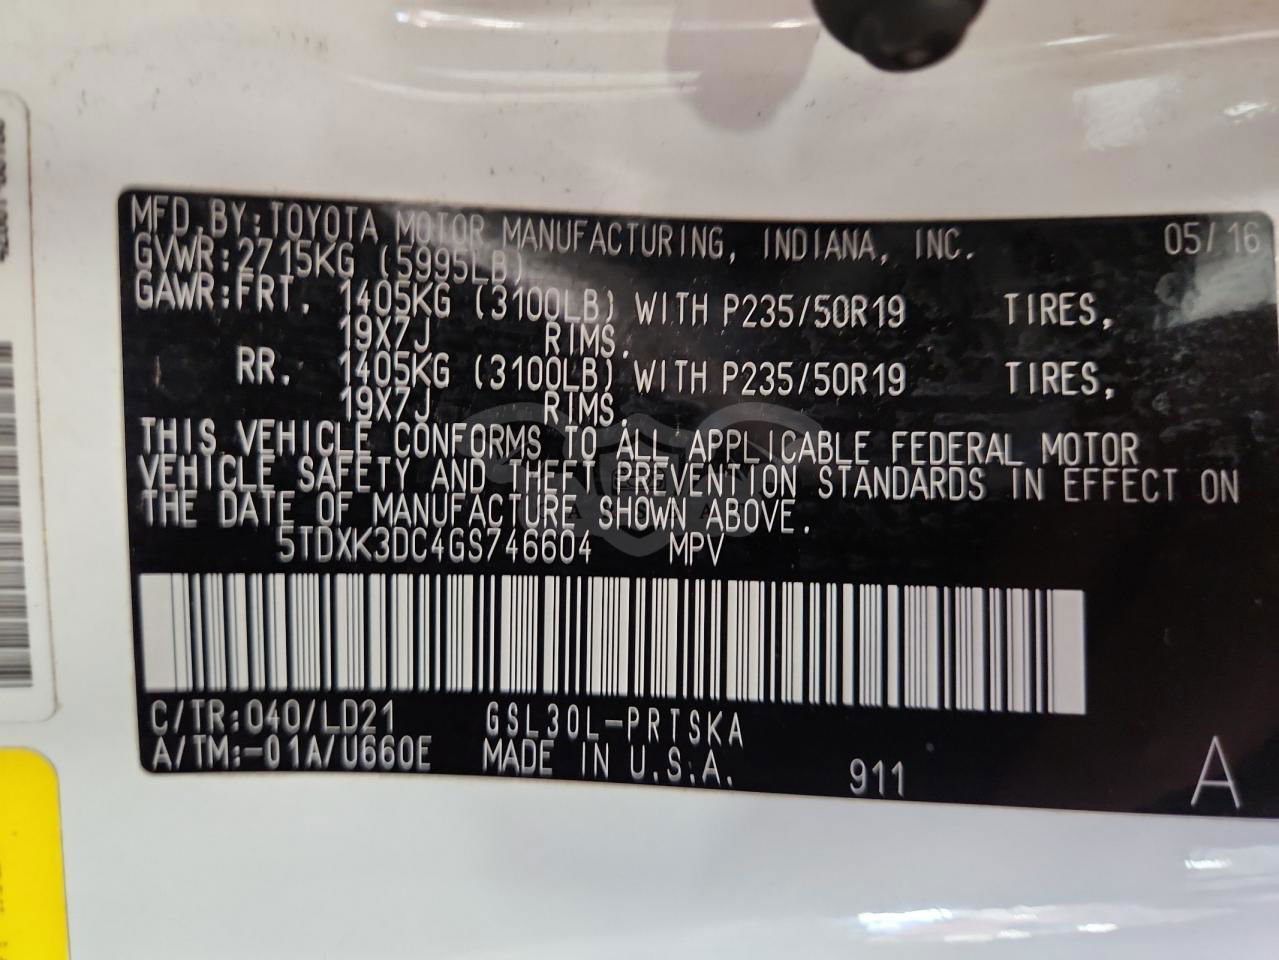 MFD.BY:TOYOTA MOTOR MANUFACTURING, INDIANA, INC. 05/16
GVWR:2715KG (5995LB)
GAWR:FRT. 1405KG (3100LB) WITH P235/50R19 TIRES,
19X7J RIMS.
RR. 1405KG (3100LB) WITH P235/50R19 TIRES,
19X7J RIMS.
THIS VEHICLE CONFORMS TO ALL APPLICABLE FEDERAL MOTOR
VEHICLE SAFETY AND THEFT PREVENTION STANDARDS IN EFFECT ON
THE DATE OF MANUFACTURE SHOWN ABOVE.
5TDXK3DC4GS746604 MPV
C/TR:040/LD21 GSL30L-PRTSKA
A/TM:-01A/U660E MADE IN U.S.A. 911 A